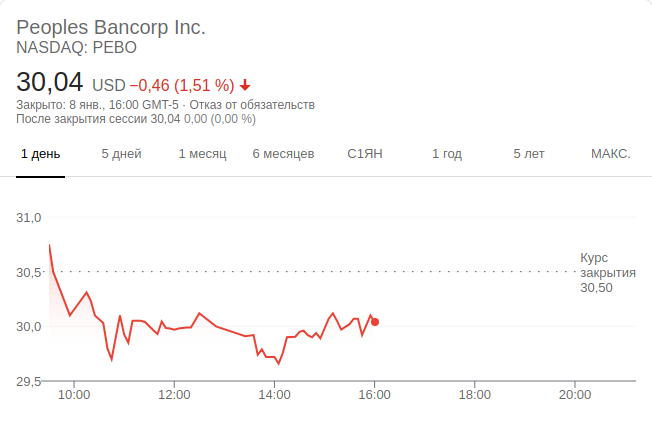 Peoples Bancorp Inc.
NASDAQ: PEBO
30,04 USD −0,46 (1,51 %)
Закрыто: 8 янв., 16:00 GMT-5 · Отказ от обязательств
После закрытия сессии 30,04 0,00 (0,00 %)
1 день 5 дней 1 месяц 6 месяцев С1ЯН 1 год 5 лет МАКС.
31,0
Курс
30,5 закрытия
30,50
30,0
29,5
10:00 12:00 14:00 16:00 18:00 20:00